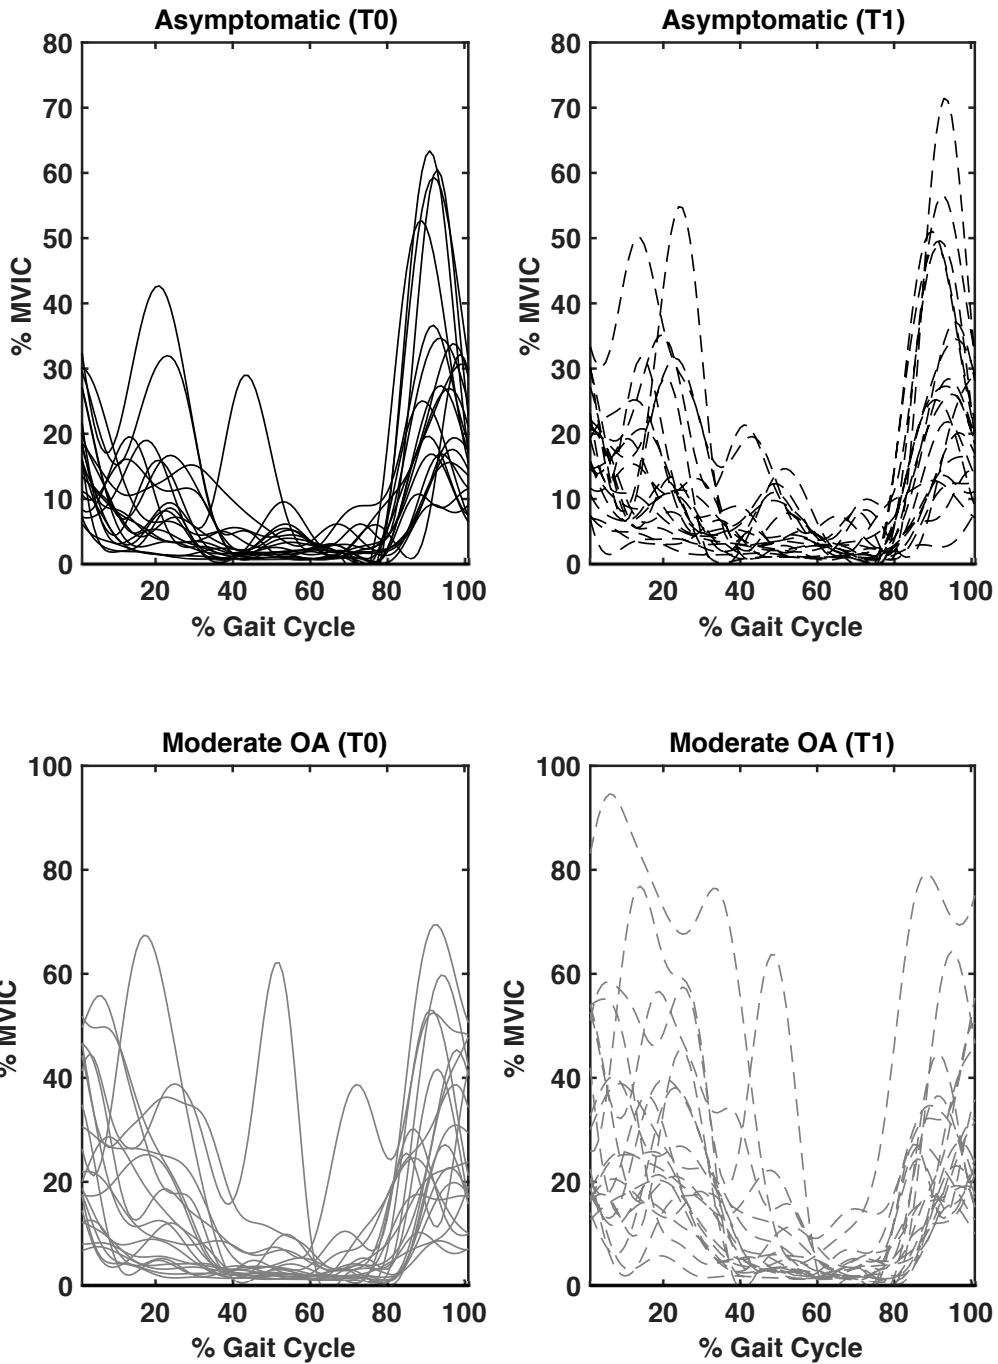 Asymptomatic (T0)
80
70
60
50
40
30
20
10
0
% MVIC
20 40 60 80 100
% Gait Cycle
Asymptomatic (T1)
80
70
60
50
40
30
20
10
0
% MVIC
20 40 60 80 100
% Gait Cycle
Moderate OA (T0)
100
80
60
40
20
0
% MVIC
20 40 60 80 100
% Gait Cycle
Moderate OA (T1)
100
80
60
40
20
0
% MVIC
20 40 60 80 100
% Gait Cycle